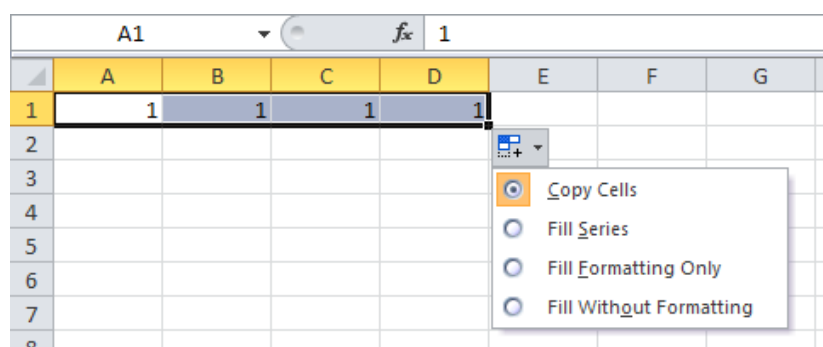 A1 fx 1
A B C D E F G
1 1 1 1 1
2
3 Copy Cells
4 Fill Series
5
6 Fill Formatting Only
7 Fill Without Formatting
8